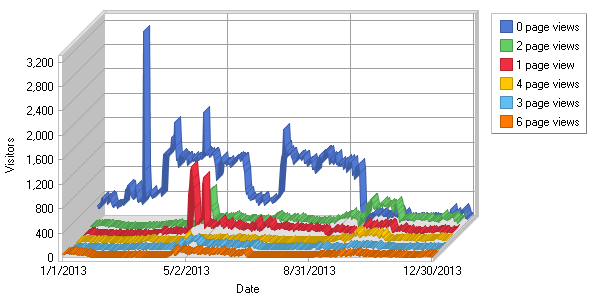 3,200
2,800
2,400
2,000
1,600
1,200
800
400
0
Visitors
1/1/2013 5/2/2013 8/31/2013 12/30/2013
Date
0 page views
2 page views
1 page view
4 page views
3 page views
6 page views